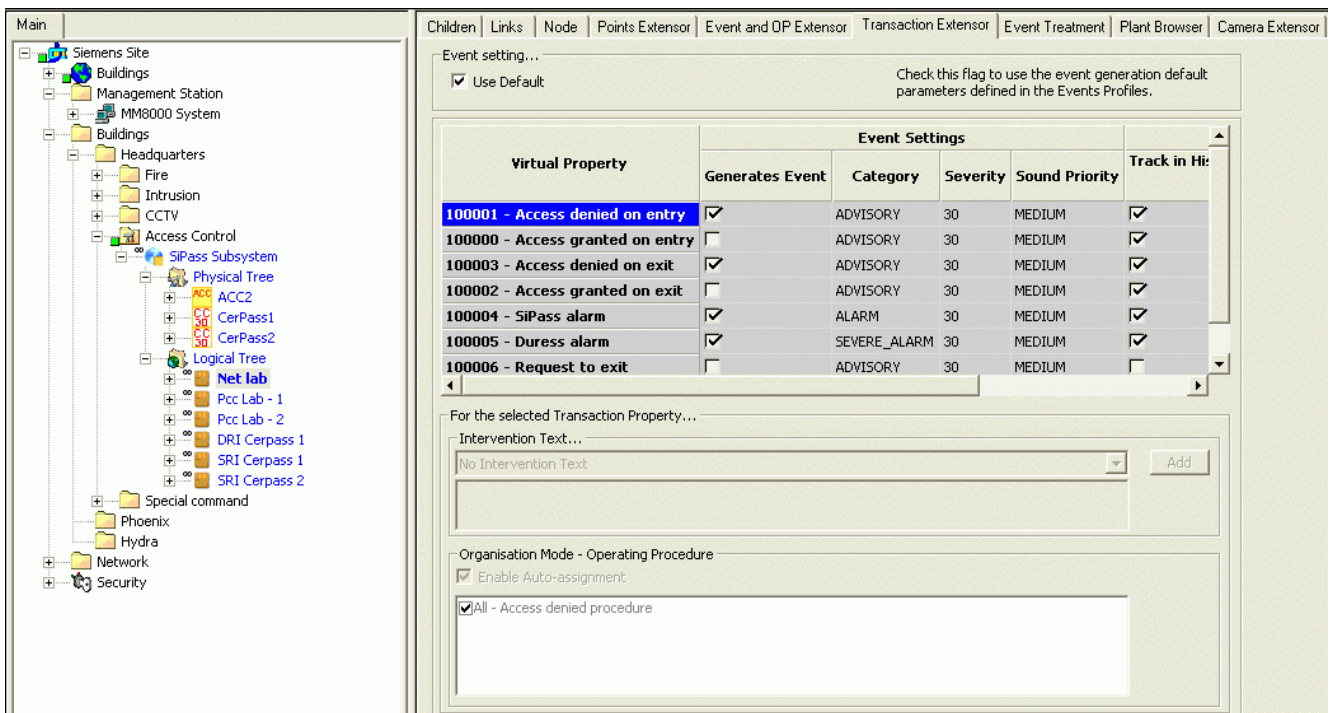 Main
Siemens Site
Buildings
Management Station
MM8000 System
Buildings
Headquarters
Fire
Intrusion
CCTV
Access Control
SiPass Subsystem
Physical Tree
ACC ACC2
CC 30 CerPass1
CC 30 CerPass2
Logical Tree
Net lab
Pcc Lab - 1
Pcc Lab - 2
DRI Cerpass 1
SRI Cerpass 1
SRI Cerpass 2
Special command
Phoenix
Hydra
Network
Security
Children Links Node Points Extensor Event and OP Extensor Transaction Extensor Event Treatment Plant Browser Camera Extensor
Event setting...
Use Default
Check this flag to use the event generation default
parameters defined in the Events Profiles.
Event Settings
Virtual Property Generates Event Category Severity Sound Priority Track in His
100001 - Access denied on entry ADVISORY 30 MEDIUM
100000 - Access granted on entry ADVISORY 30 MEDIUM
100003 - Access denied on exit ADVISORY 30 MEDIUM
100002 - Access granted on exit ADVISORY 30 MEDIUM
100004 - SiPass alarm ALARM 30 MEDIUM
100005 - Duress alarm SEVERE_ALARM 30 MEDIUM
100006 - Request to exit ADVISORY 30 MEDIUM
For the selected Transaction Property...
Intervention Text...
No Intervention Text Add
Organisation Mode - Operating Procedure
Enable Auto-assignment
All - Access denied procedure